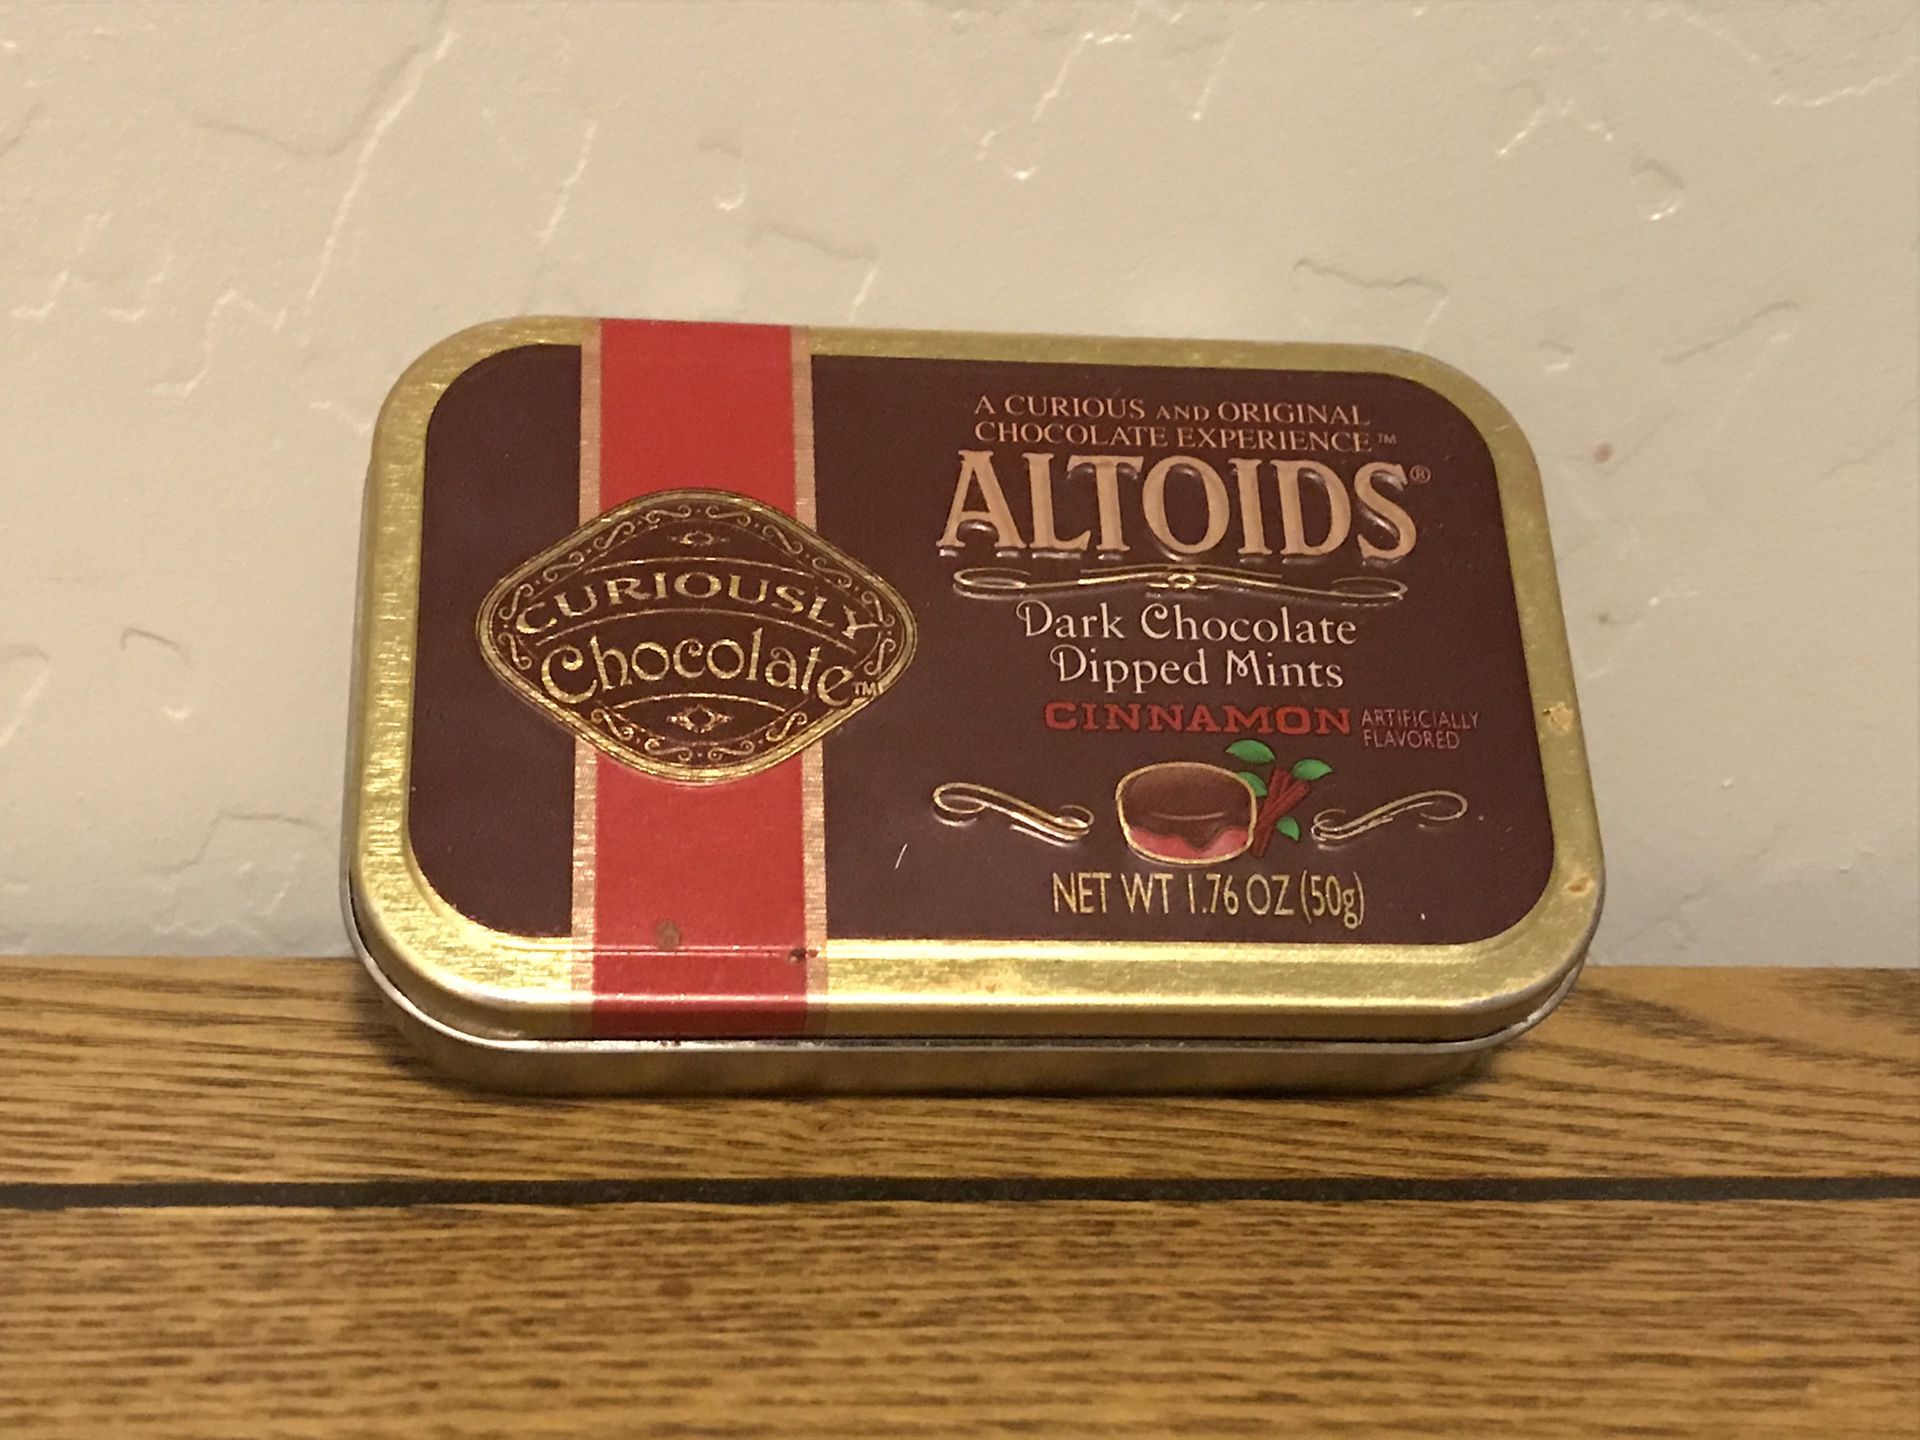 A CURIOUS AND ORIGINAL
CHOCOLATE EXPERIENCE™
ALTOIDS®
Dark Chocolate
Dipped Mints
CINNAMON ARTIFICIALLY
FLAVORED
NET WT 1.76 OZ (50g)
CURIOUSLY
Chocolate™